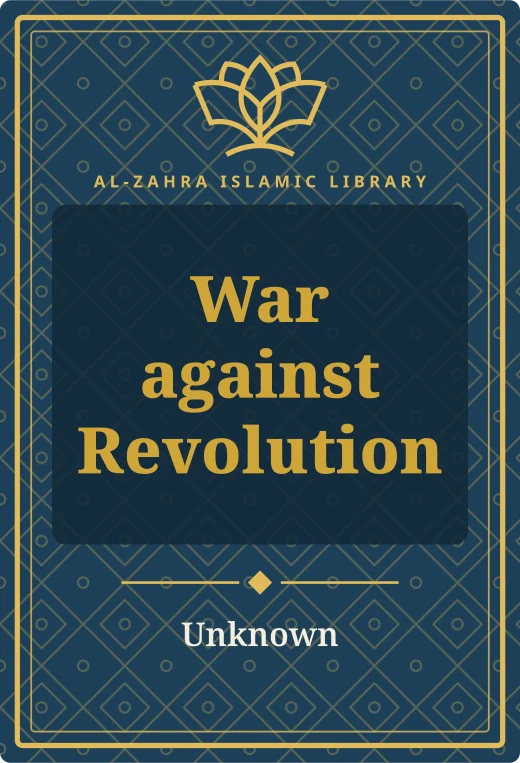 AL-ZAHRA ISLAMIC LIBRARY
War
against
Revolution
Unknown